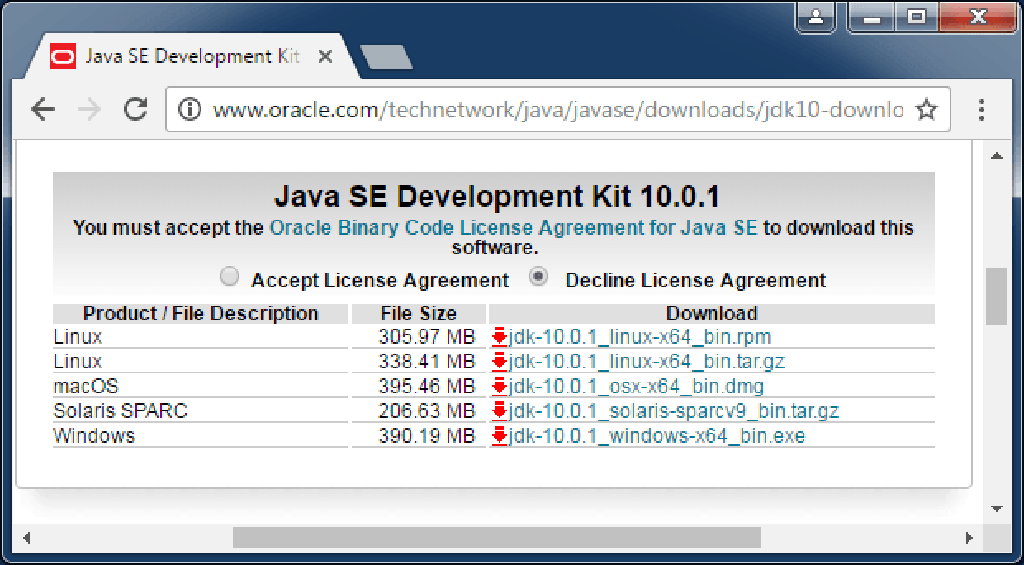 Java SE Development Kit
www.oracle.com/technetwork/java/javase/downloads/jdk10-downlo
Java SE Development Kit 10.0.1
You must accept the Oracle Binary Code License Agreement for Java SE to download this
software.
Accept License Agreement Decline License Agreement
Product / File Description File Size Download
Linux 305.97 MB jdk-10.0.1_linux-x64_bin.rpm
Linux 338.41 MB jdk-10.0.1_linux-x64_bin.tar.gz
macOS 395.46 MB jdk-10.0.1_osx-x64_bin.dmg
Solaris SPARC 206.63 MB jdk-10.0.1_solaris-sparcv9_bin.tar.gz
Windows 390.19 MB jdk-10.0.1_windows-x64_bin.exe